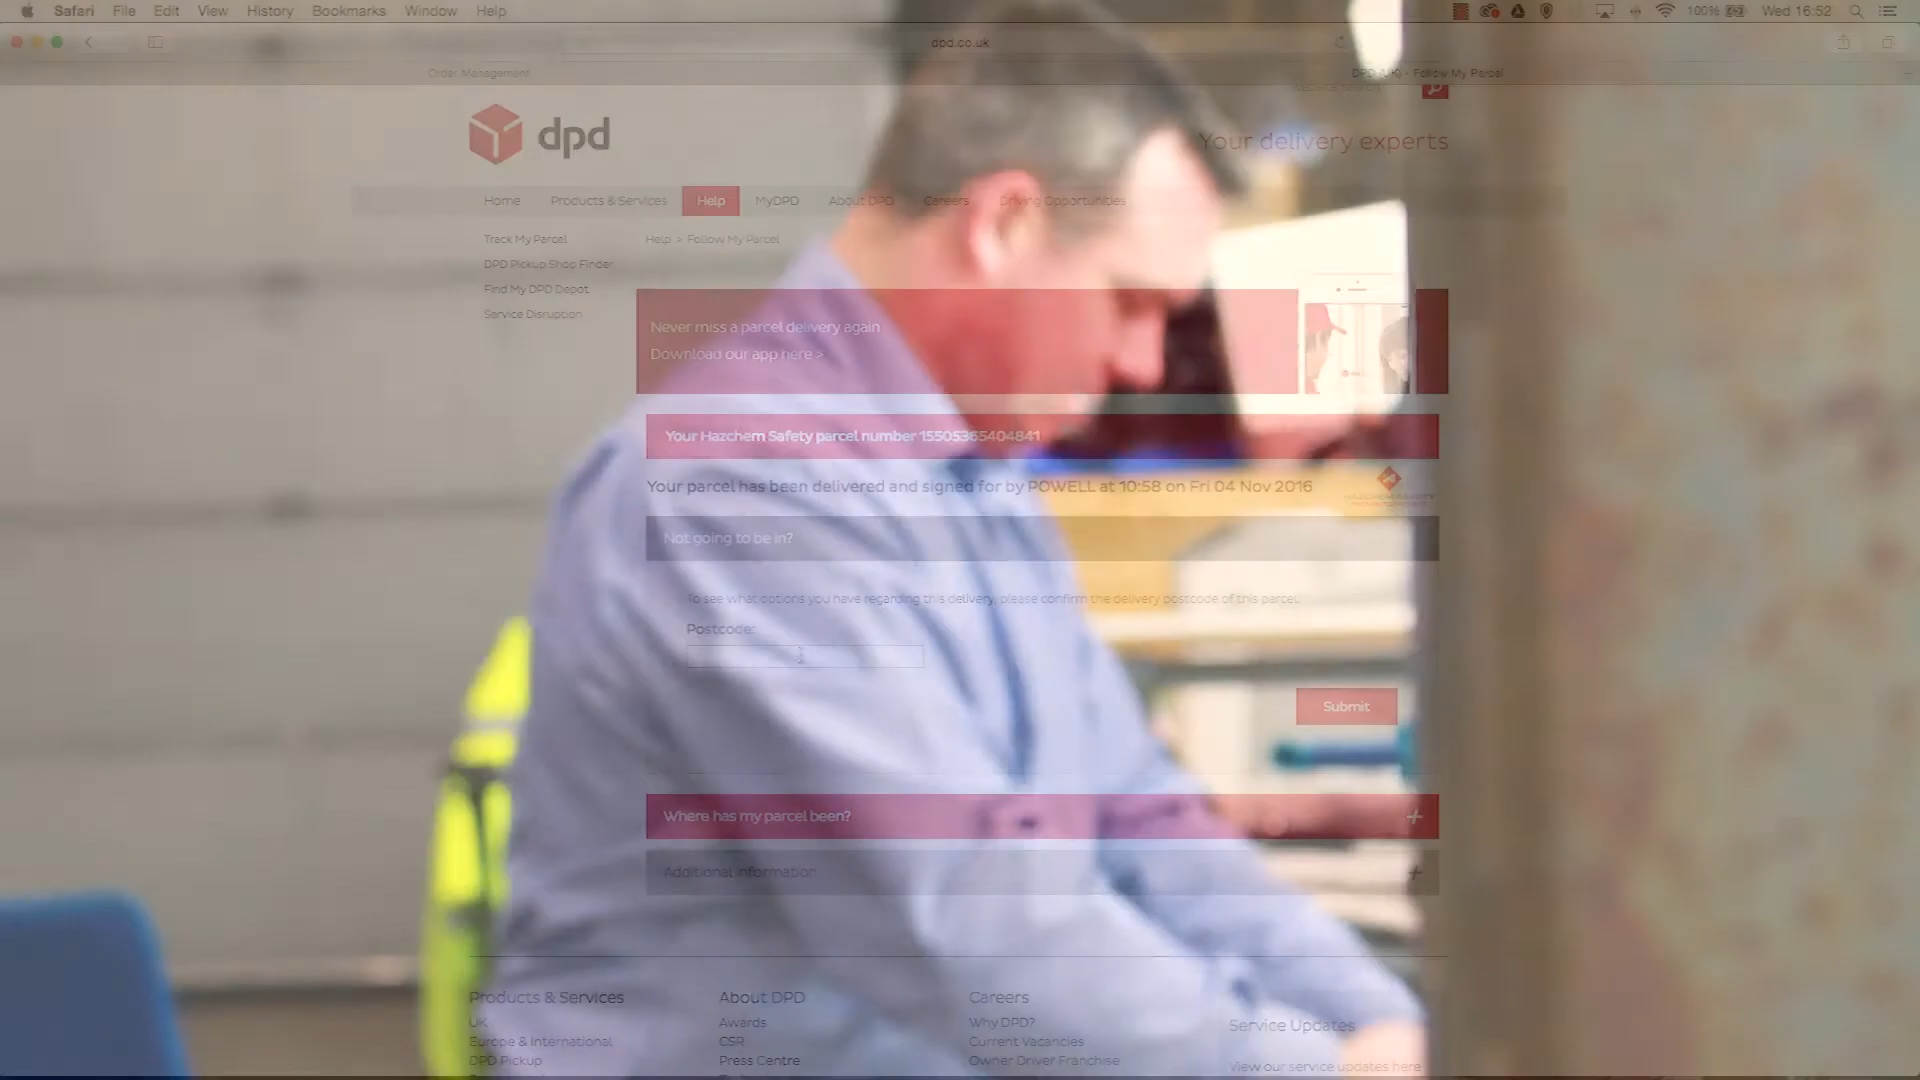 Safari File Edit View History Bookmarks Window Help 100% Wed 16:52
dpd.co.uk
Order Management DPD (UK) - Follow My Parcel
dpd
Your delivery experts
Home Products & Services Help MyDPD About DPD Careers Driving Opportunities
Track My Parcel
DPD Pickup Shop Finder
Find My DPD Depot
Service Disruption
Help > Follow My Parcel
Never miss a parcel delivery again
Download our app here >
Your Hazchem Safety parcel number 15505365404841
Your parcel has been delivered and signed for by POWELL at 10:58 on Fri 04 Nov 2016
HAZCHEM SAFETY
Not going to be in?
To see what options you have regarding this delivery, please confirm the delivery postcode of this parcel.
Postcode:
Submit
Where has my parcel been? +
Additional information +
Products & Services
UK
Europe & International
DPD Pickup
About DPD
Awards
CSR
Press Centre
Careers
Why DPD?
Current Vacancies
Owner Driver Franchise
Service Updates
View our service updates here